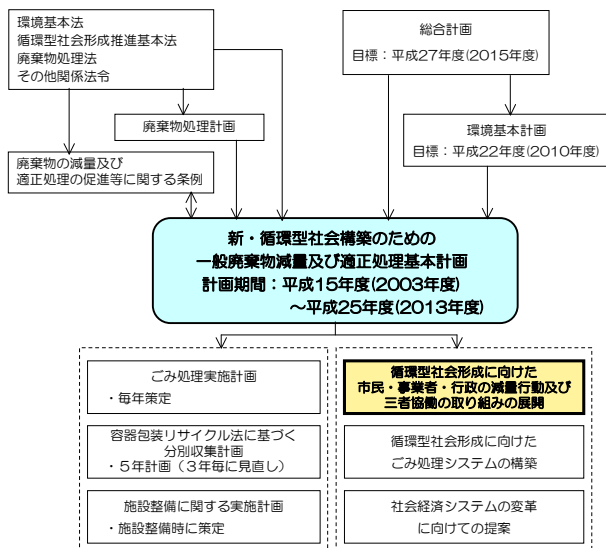 環境基本法
循環型社会形成推進基本法
廃棄物処理法
その他関係法令
総合計画
目標：平成27年度(2015年度)
廃棄物処理計画
環境基本計画
目標：平成22年度(2010年度)
廃棄物の減量及び
適正処理の促進等に関する条例
新・循環型社会構築のための
一般廃棄物減量及び適正処理基本計画
計画期間：平成15年度(2003年度)
～平成25年度(2013年度)
ごみ処理実施計画
・毎年策定
容器包装リサイクル法に基づく
分別収集計画
・５年計画（３年毎に見直し）
施設整備に関する実施計画
・施設整備時に策定
循環型社会形成に向けた
市民・事業者・行政の減量行動及び
三者協働の取り組みの展開
循環型社会形成に向けた
ごみ処理システムの構築
社会経済システムの変革
に向けての提案